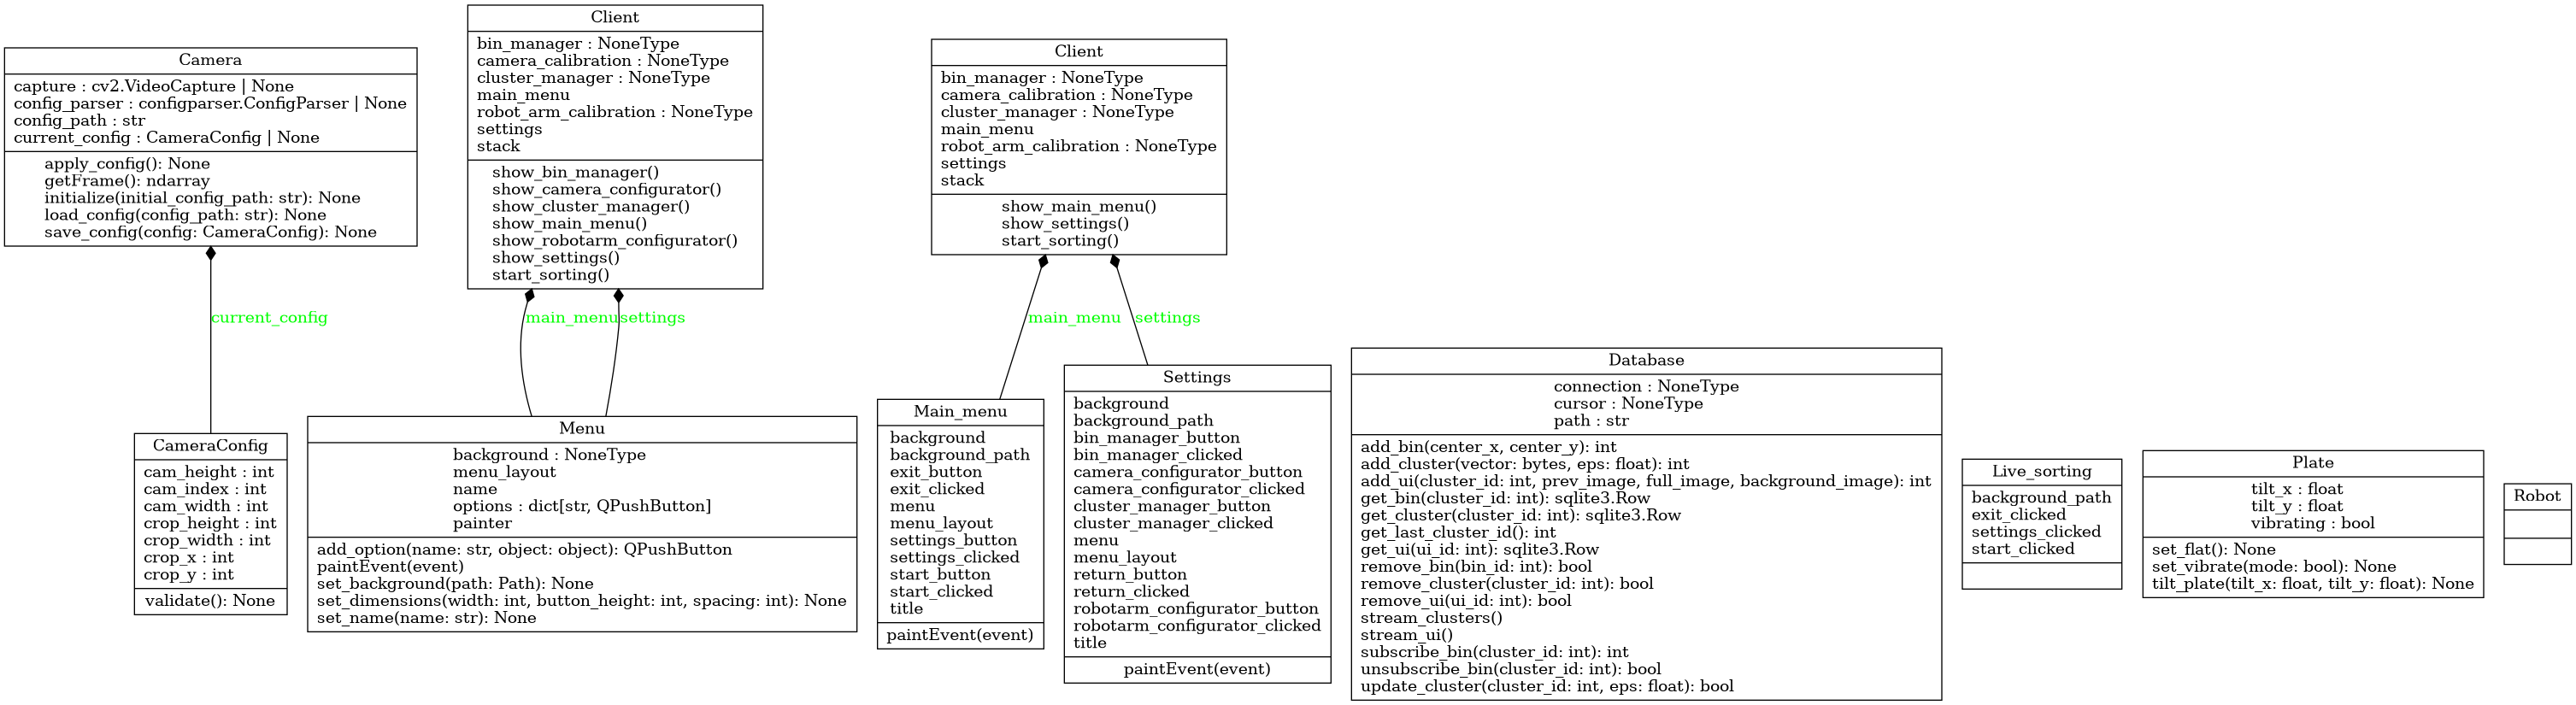 Camera
capture : cv2.VideoCapture | None
config_parser : configparser.ConfigParser | None
config_path : str
current_config : CameraConfig | None
apply_config(): None
getFrame(): ndarray
initialize(initial_config_path: str): None
load_config(config_path: str): None
save_config(config: CameraConfig): None
Client
bin_manager : NoneType
camera_calibration : NoneType
cluster_manager : NoneType
main_menu
robot_arm_calibration : NoneType
settings
stack
show_bin_manager()
show_camera_configurator()
show_cluster_manager()
show_main_menu()
show_robotarm_configurator()
show_settings()
start_sorting()
Client
bin_manager : NoneType
camera_calibration : NoneType
cluster_manager : NoneType
main_menu
robot_arm_calibration : NoneType
settings
stack
show_main_menu()
show_settings()
start_sorting()
current_config
main_menu
settings
main_menu
settings
CameraConfig
cam_height : int
cam_index : int
cam_width : int
crop_height : int
crop_width : int
crop_x : int
crop_y : int
validate(): None
Menu
background : NoneType
menu_layout
name
options : dict[str, QPushButton]
painter
add_option(name: str, object: object): QPushButton
paintEvent(event)
set_background(path: Path): None
set_dimensions(width: int, button_height: int, spacing: int): None
set_name(name: str): None
Main_menu
background
background_path
exit_button
exit_clicked
menu
menu_layout
settings_button
settings_clicked
start_button
start_clicked
title
paintEvent(event)
Settings
background
background_path
bin_manager_button
bin_manager_clicked
camera_configurator_button
camera_configurator_clicked
cluster_manager_button
cluster_manager_clicked
menu
menu_layout
return_button
return_clicked
robotarm_configurator_button
robotarm_configurator_clicked
title
paintEvent(event)
Database
connection : NoneType
cursor : NoneType
path : str
add_bin(center_x, center_y): int
add_cluster(vector: bytes, eps: float): int
add_ui(cluster_id: int, prev_image, full_image, background_image): int
get_bin(cluster_id: int): sqlite3.Row
get_cluster(cluster_id: int): sqlite3.Row
get_last_cluster_id(): int
get_ui(ui_id: int): sqlite3.Row
remove_bin(bin_id: int): bool
remove_cluster(cluster_id: int): bool
remove_ui(ui_id: int): bool
stream_clusters()
stream_ui()
subscribe_bin(cluster_id: int): int
unsubscribe_bin(cluster_id: int): bool
update_cluster(cluster_id: int, eps: float): bool
Live_sorting
background_path
exit_clicked
settings_clicked
start_clicked
Plate
tilt_x : float
tilt_y : float
vibrating : bool
set_flat(): None
set_vibrate(mode: bool): None
tilt_plate(tilt_x: float, tilt_y: float): None
Robot